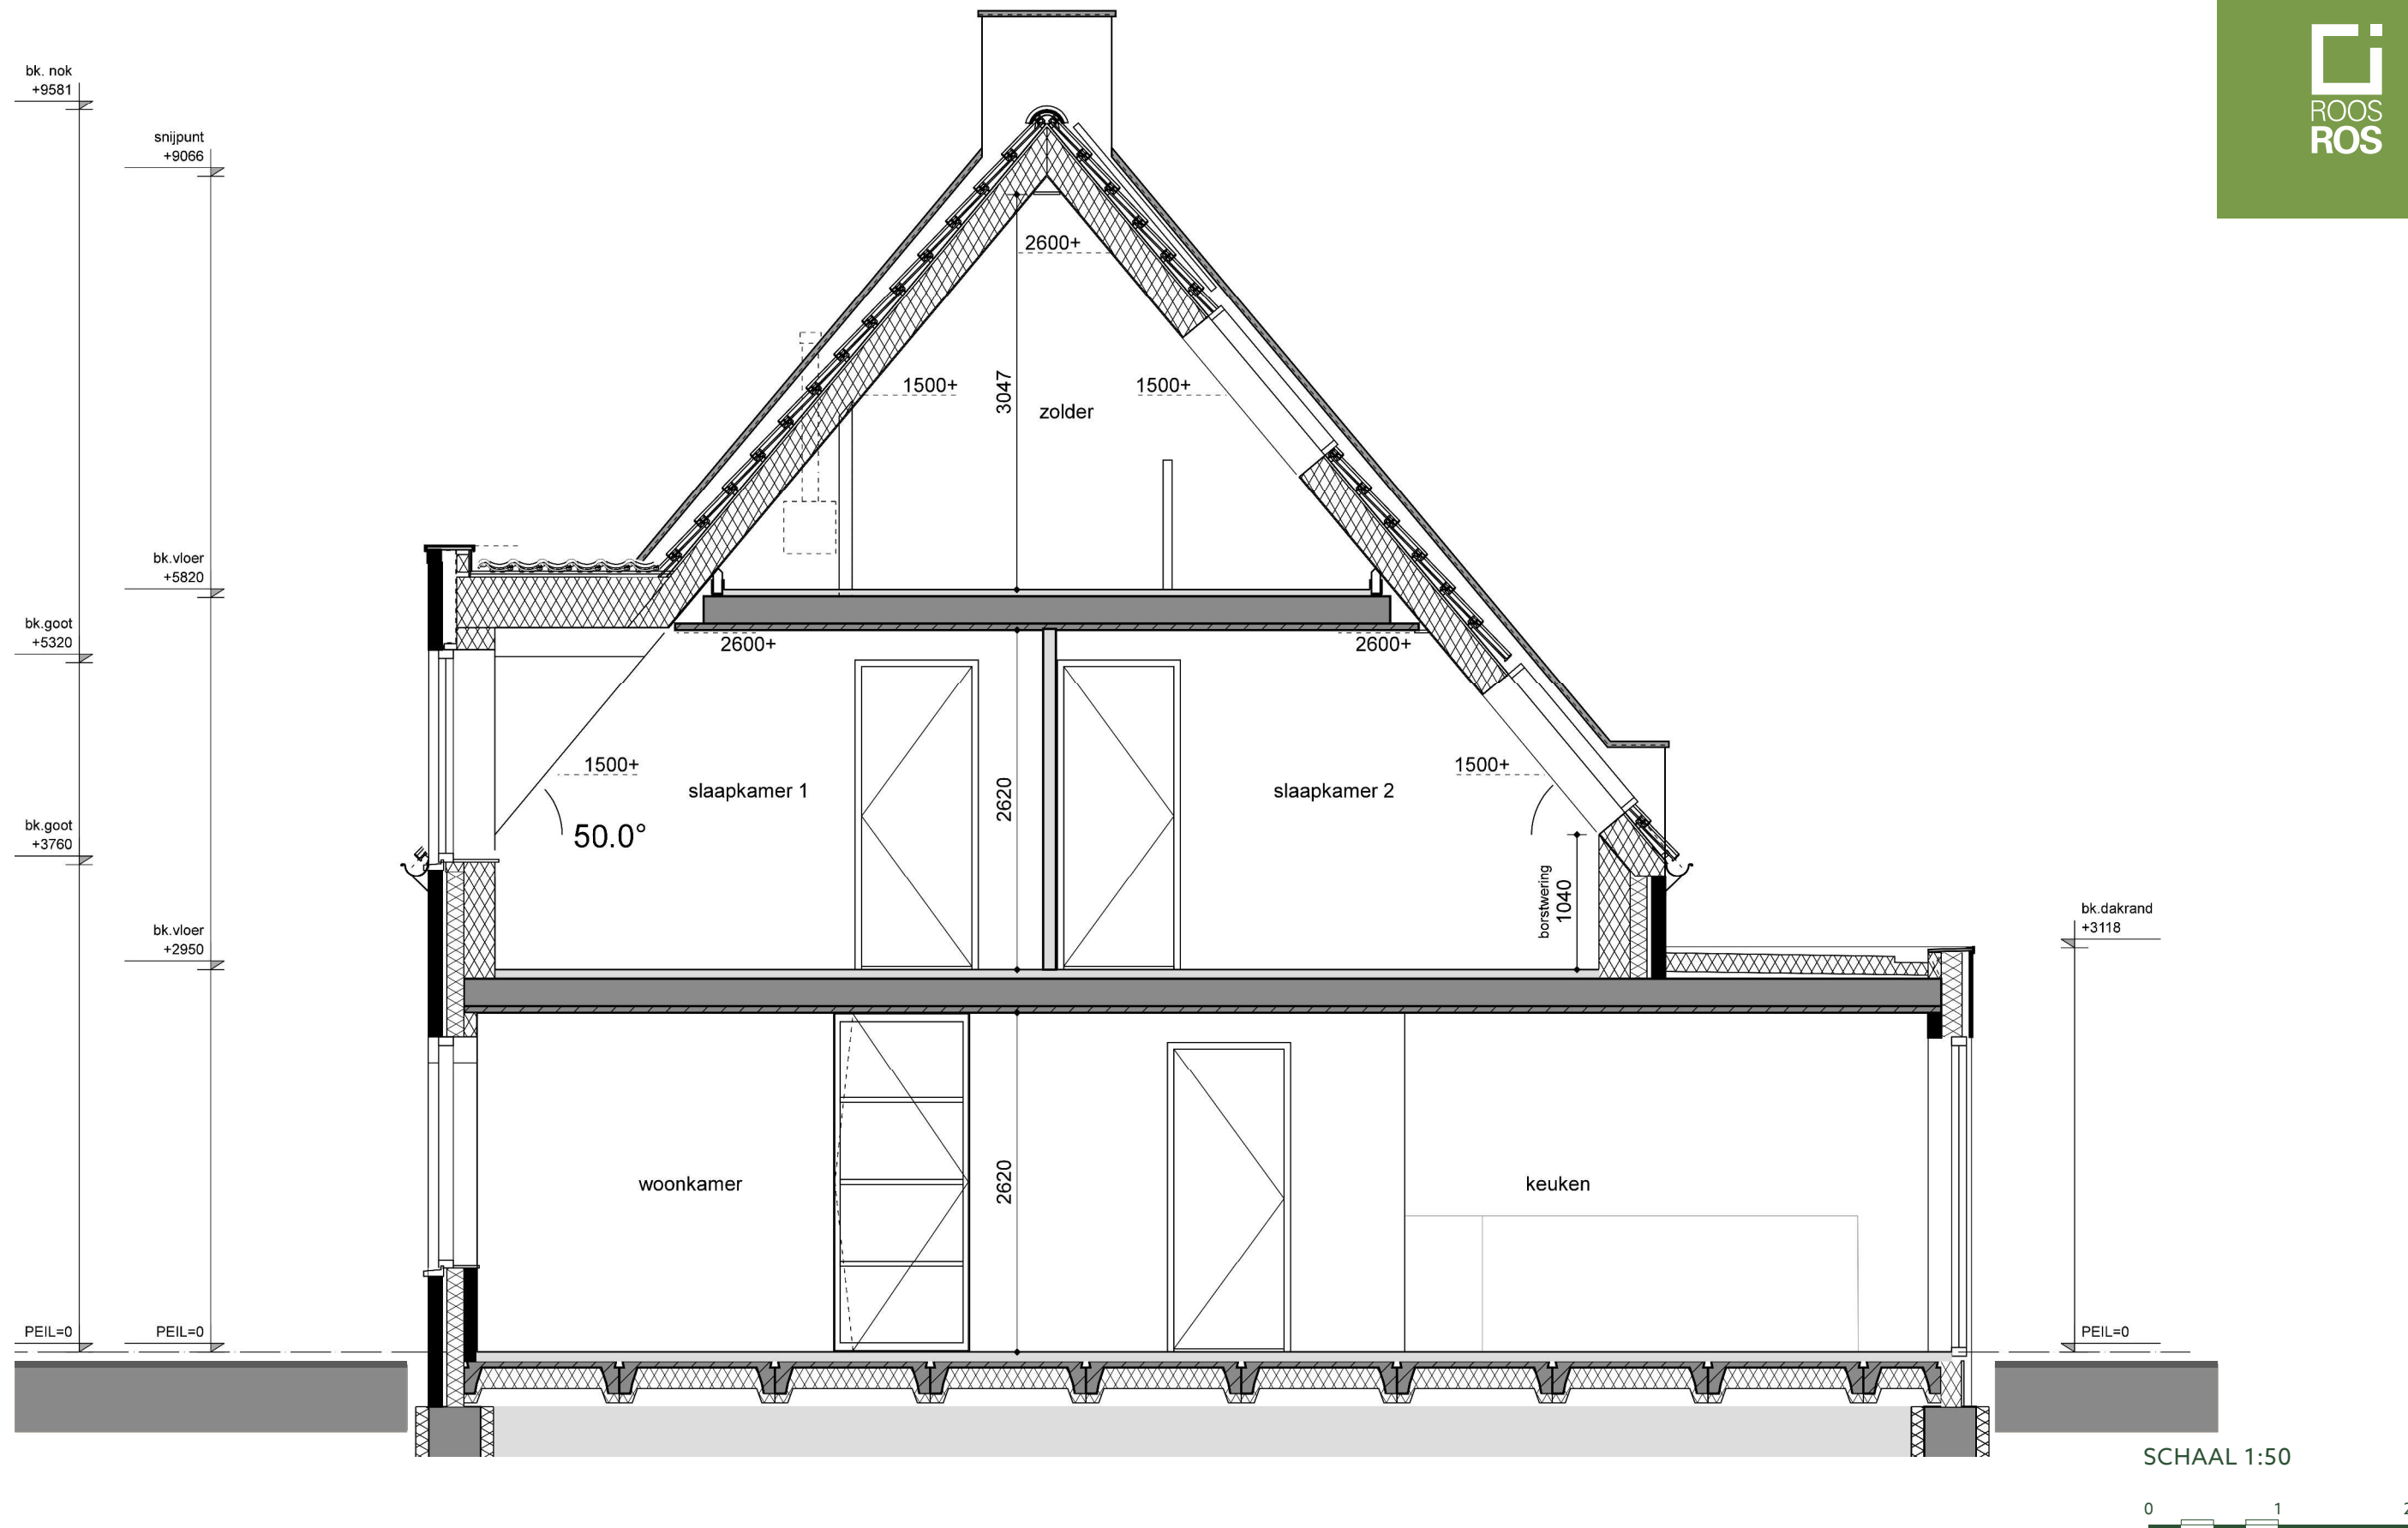 bk. nok
+9581
snijpunt
+9066
bk.vloer
+5820
bk.goot
+5320
bk.goot
+3760
bk.vloer
+2950
PEIL=0
PEIL=0
2600+
1500+
3047
1500+
zolder
2600+
2600+
1500+
1500+
slaapkamer 1
2620
slaapkamer 2
50.0°
borstwering
1040
woonkamer
2620
keuken
bk.dakrand
+3118
PEIL=0
ROOS
ROS
SCHAAL 1:50
0 1 2